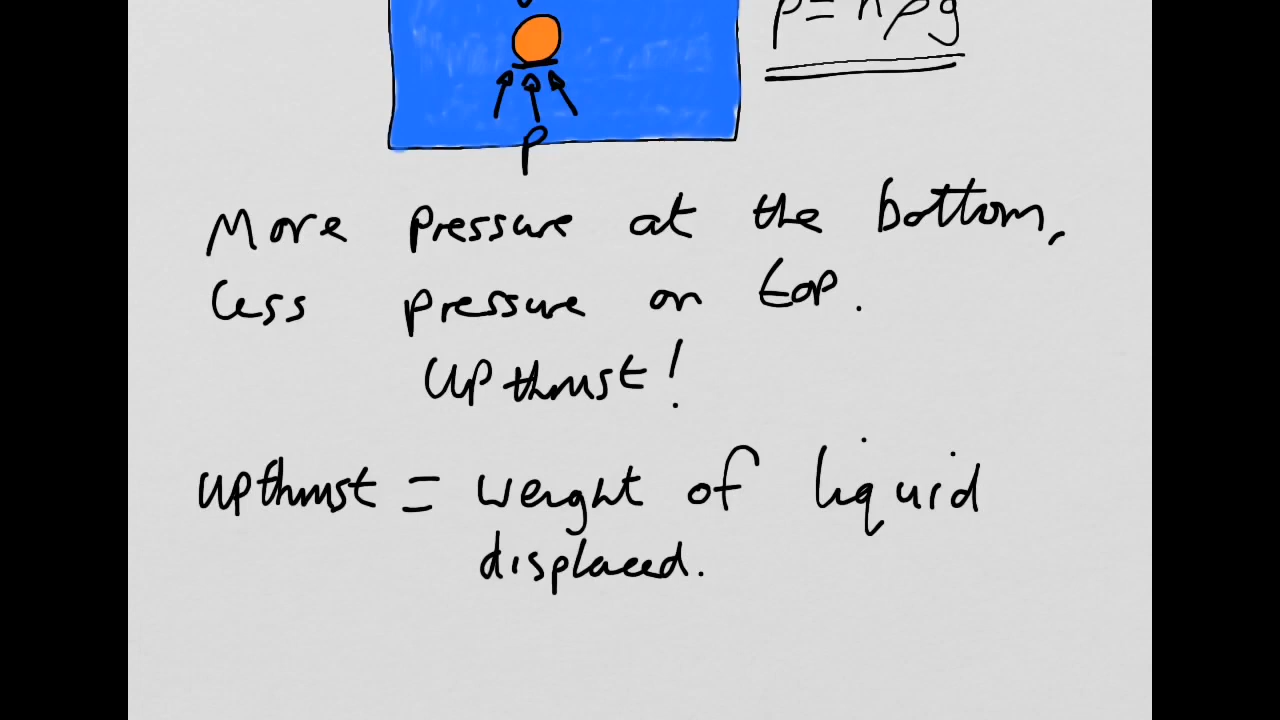 p = hρg
p
More pressure at the bottom,
less pressure on top.
Upthrust!
upthrust = weight of liquid
displaced.